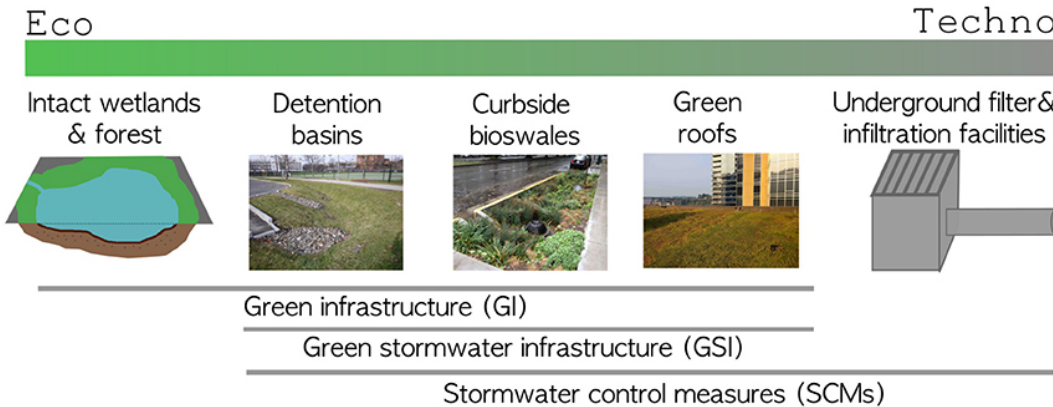 Eco
Techno
Intact wetlands
& forest
Detention
basins
Curbside
bioswales
Green
roofs
Underground filter&
infiltration facilities
Green infrastructure (GI)
Green stormwater infrastructure (GSI)
Stormwater control measures (SCMs)